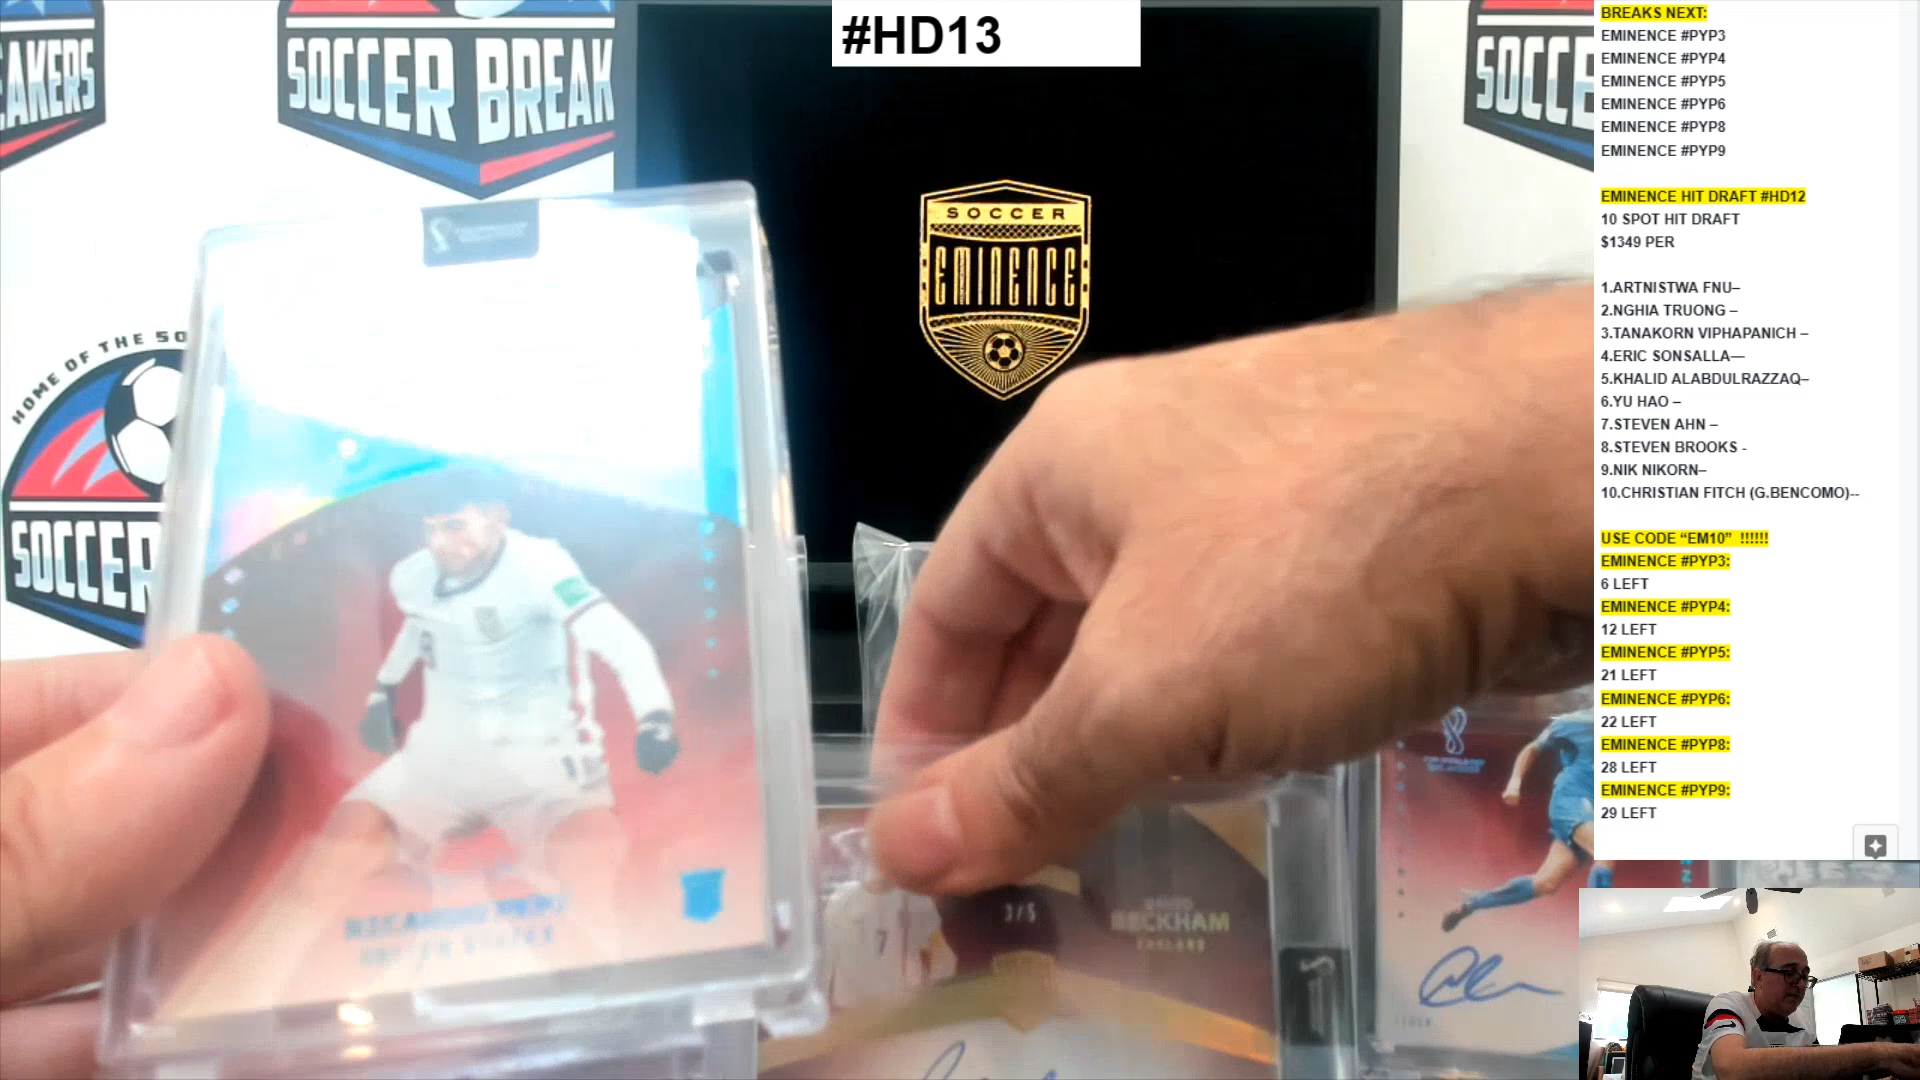 #HD13
AKERS
SOCCER BREAK
SOCCE
HOME OF THE SO
SOCCER
SOCCER
EMINENCE
7
3/5
BECKHAM
ENGLAND
BREAKS NEXT:
EMINENCE #PYP3
EMINENCE #PYP4
EMINENCE #PYP5
EMINENCE #PYP6
EMINENCE #PYP8
EMINENCE #PYP9
EMINENCE HIT DRAFT #HD12
10 SPOT HIT DRAFT
$1349 PER
1.ARTNISTWA FNU–
2.NGHIA TRUONG –
3.TANAKORN VIPHAPANICH –
4.ERIC SONSALLA—
5.KHALID ALABDULRAZZAQ–
6.YU HAO –
7.STEVEN AHN –
8.STEVEN BROOKS -
9.NIK NIKORN–
10.CHRISTIAN FITCH (G.BENCOMO)--
USE CODE “EM10” !!!!!!
EMINENCE #PYP3:
6 LEFT
EMINENCE #PYP4:
12 LEFT
EMINENCE #PYP5:
21 LEFT
EMINENCE #PYP6:
22 LEFT
EMINENCE #PYP8:
28 LEFT
EMINENCE #PYP9:
29 LEFT